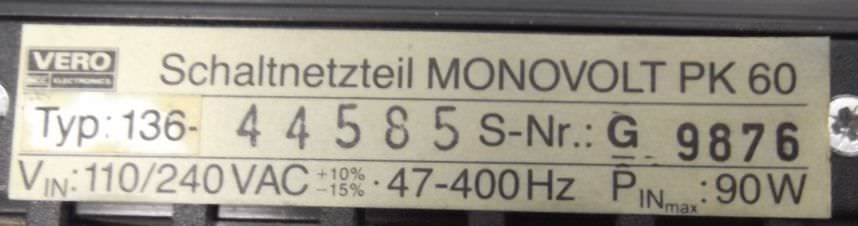 VERO
ELECTRONICS
Schaltnetzteil MONOVOLT PK 60
Typ: 136- 44585 S-Nr.: G 9876
VIN: 110/240 VAC +10% -15% · 47-400 Hz PINmax: 90 W